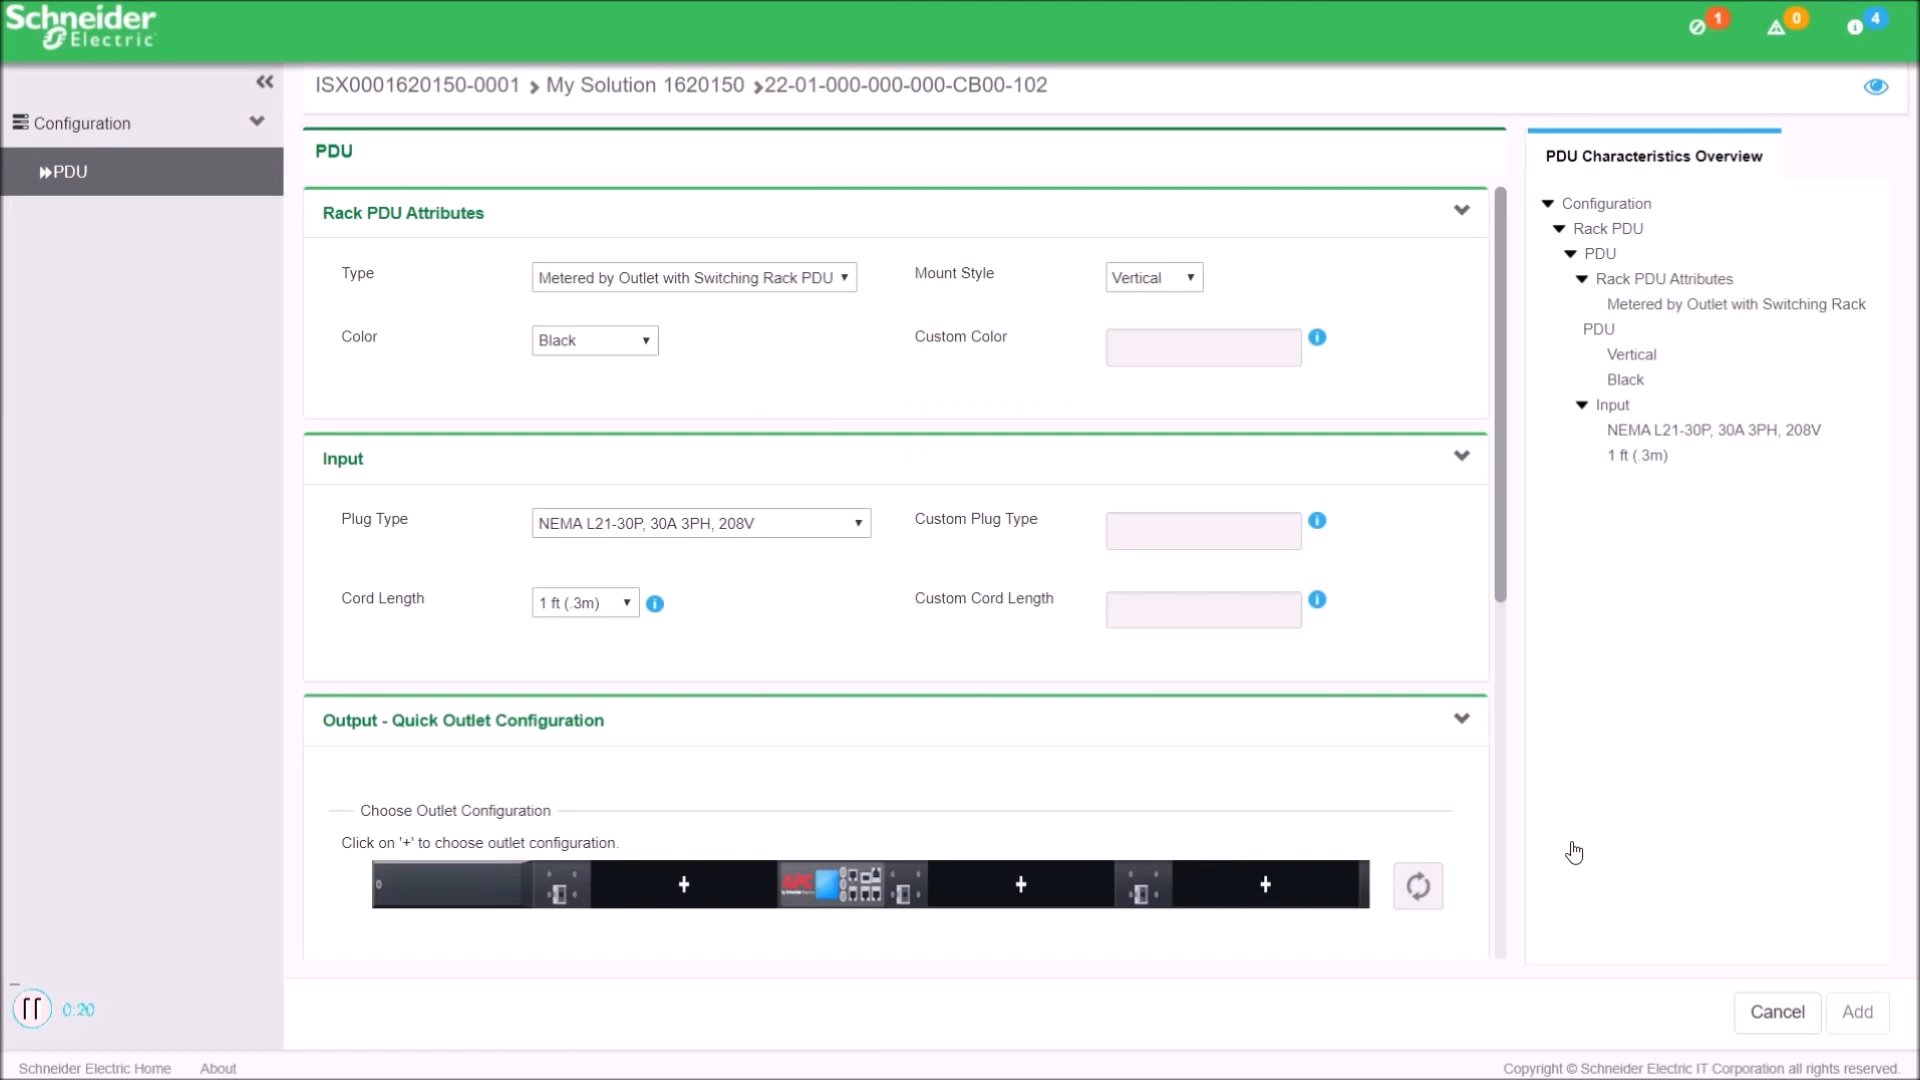 Schneider
Electric
1
0
4
ISX0001620150-0001 > My Solution 1620150 >22-01-000-000-000-CB00-102
Configuration
PDU
PDU
Rack PDU Attributes
Type
Metered by Outlet with Switching Rack PDU
Mount Style
Vertical
Color
Black
Custom Color
Input
Plug Type
NEMA L21-30P, 30A 3PH, 208V
Custom Plug Type
Cord Length
1 ft (.3m)
Custom Cord Length
Output - Quick Outlet Configuration
Choose Outlet Configuration
Click on '+' to choose outlet configuration.
APC
PDU Characteristics Overview
Configuration
Rack PDU
PDU
Rack PDU Attributes
Metered by Outlet with Switching Rack
PDU
Vertical
Black
Input
NEMA L21-30P, 30A 3PH, 208V
1 ft (.3m)
0:20
Cancel
Add
Schneider Electric Home
About
Copyright © Schneider Electric IT Corporation all rights reserved.